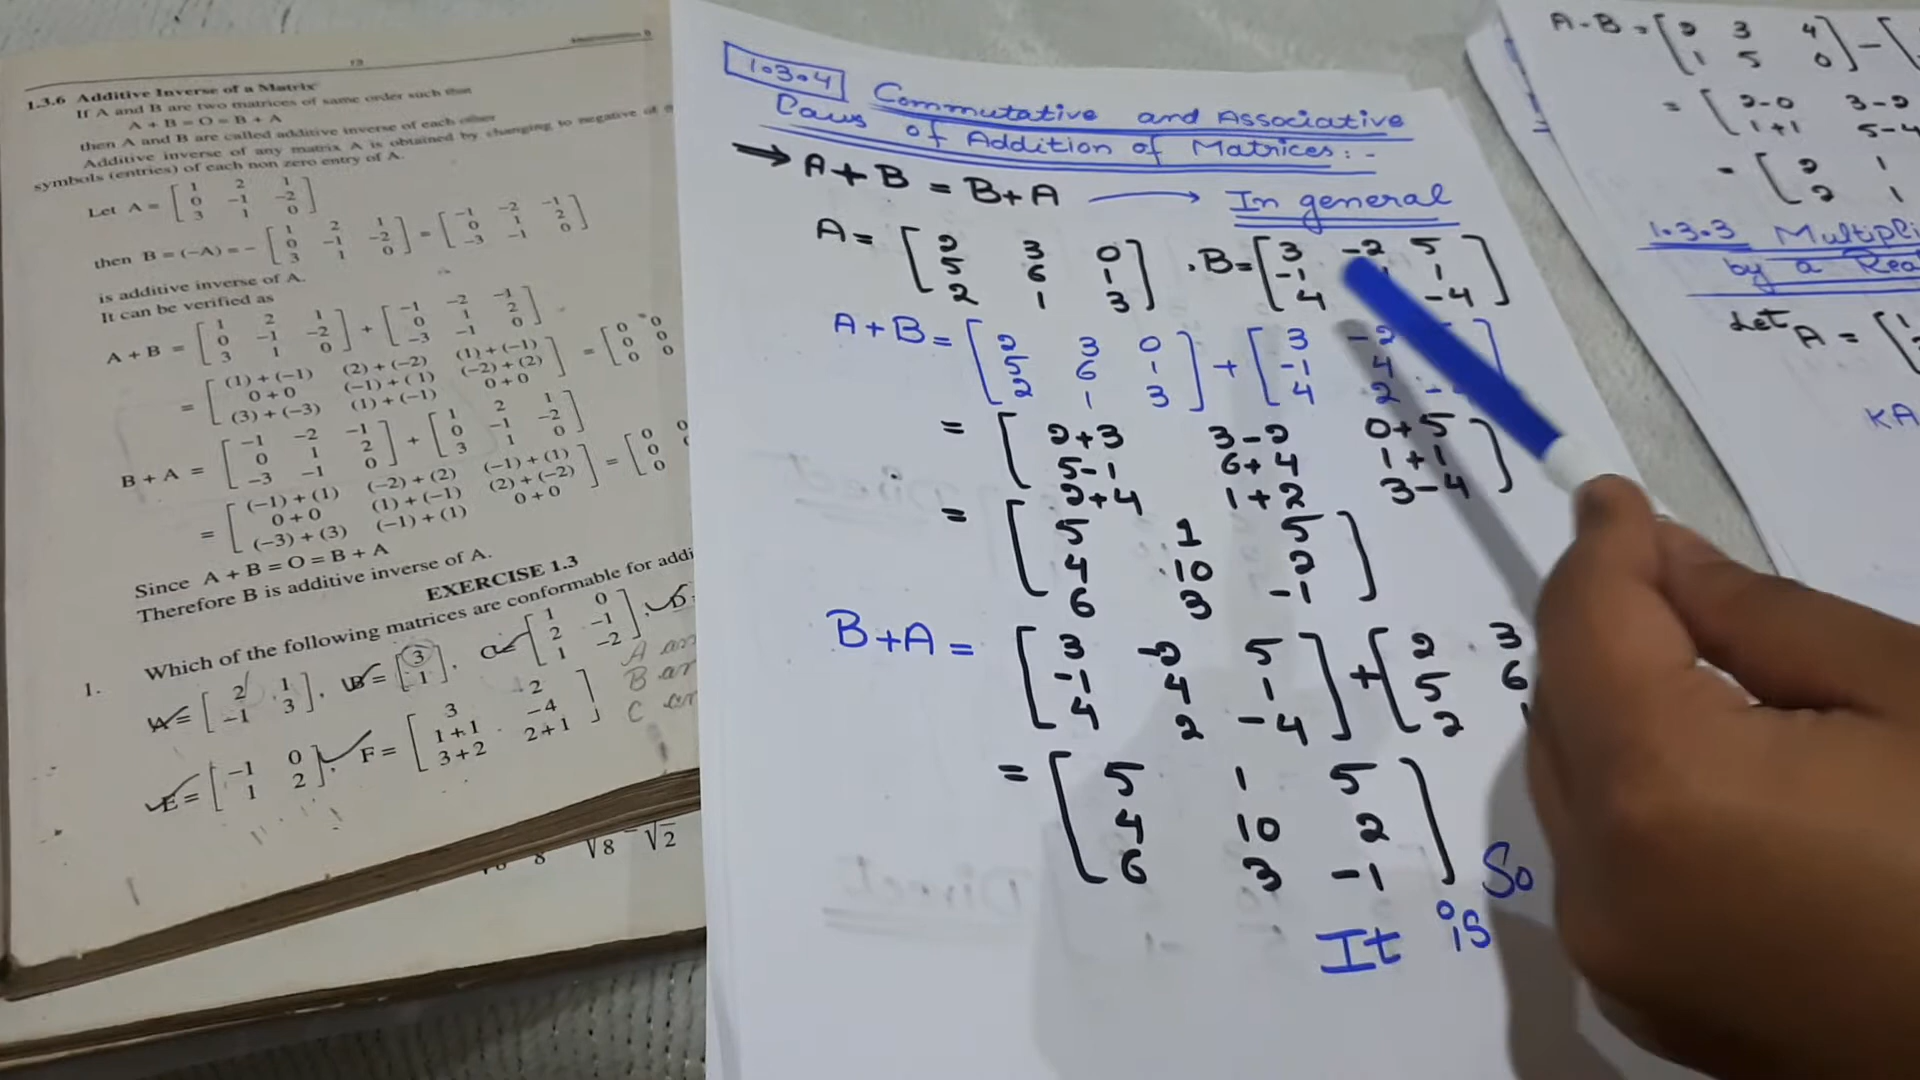 13
1.3.6 Additive Inverse of a Matrix
If A and B are two matrices of same order such that
A + B = O = B + A
then A and B are called additive inverse of each other
Additive inverse of any matrix A is obtained by changing to negative of
symbols (entries) of each non zero entry of A.
Let A = [ 1 2 1
0 -1 -2
3 1 0 ]
then B = (-A) = - [ 1 2 1
0 -1 -2
3 1 0 ] = [ -1 -2 -1
0 1 2
-3 -1 0 ]
is additive inverse of A.
It can be verified as
A + B = [ 1 2 1
0 -1 -2
3 1 0 ] + [ -1 -2 -1
0 1 2
-3 -1 0 ]
= [ (1) + (-1) (2) + (-2) (1) + (-1)
0 + 0 (-1) + (1) (-2) + (2)
(3) + (-3) (1) + (-1) 0 + 0 ] = [ 0 0
0 0
0 0
B + A = [ -1 -2 -1
0 1 2
-3 -1 0 ] + [ 1 2 1
0 -1 -2
3 1 0 ]
= [ (-1) + (1) (-2) + (2) (-1) + (1)
0 + 0 (1) + (-1) (2) + (-2)
(-3) + (3) (-1) + (1) 0 + 0 ] = [ 0 0
0 0
0
Since A + B = O = B + A
Therefore B is additive inverse of A.
EXERCISE 1.3
1. Which of the following matrices are conformable for addi
A = [ 2 1
-1 3 ], B = [ 3
1 ], C = [ 1 0
2 -1
1 -2 ], D
E = [ -1 0
1 2 ], F = [ 3 2
1+1 -4
3+2 2+1 ]
A an
B an
C an
8 √8 √2
1.3.4 Commutative and Associative
Laws of Addition of Matrices:-
A+B = B+A → In general
A = [ 2 3 0
5 6 1
2 1 3 ] , B = [ 3 -2 5
-1 1
4 -4 ]
A+B = [ 2 3 0
5 6 1
2 1 3 ] + [ 3 -2
-1 4
4 2 ]
= [ 2+3 3-2 0+5
5-1 6+4 1+1
2+4 1+2 3-4 ]
= [ 5 1 5
4 10 2
6 3 -1 ]
B+A = [ 3 -2 5
-1 4 1
4 2 -4 ] + [ 2 3
5 6
2 1
= [ 5 1 5
4 10 2
6 3 -1 ] So
It is
A-B = [ 2 3 4
1 5 0 ] - [
= [ 2-0 3-2
1+1 5-4
= [ 2 1
2 1
1.3.3 Multipli
by a Rea
Let A = [ 1
KA